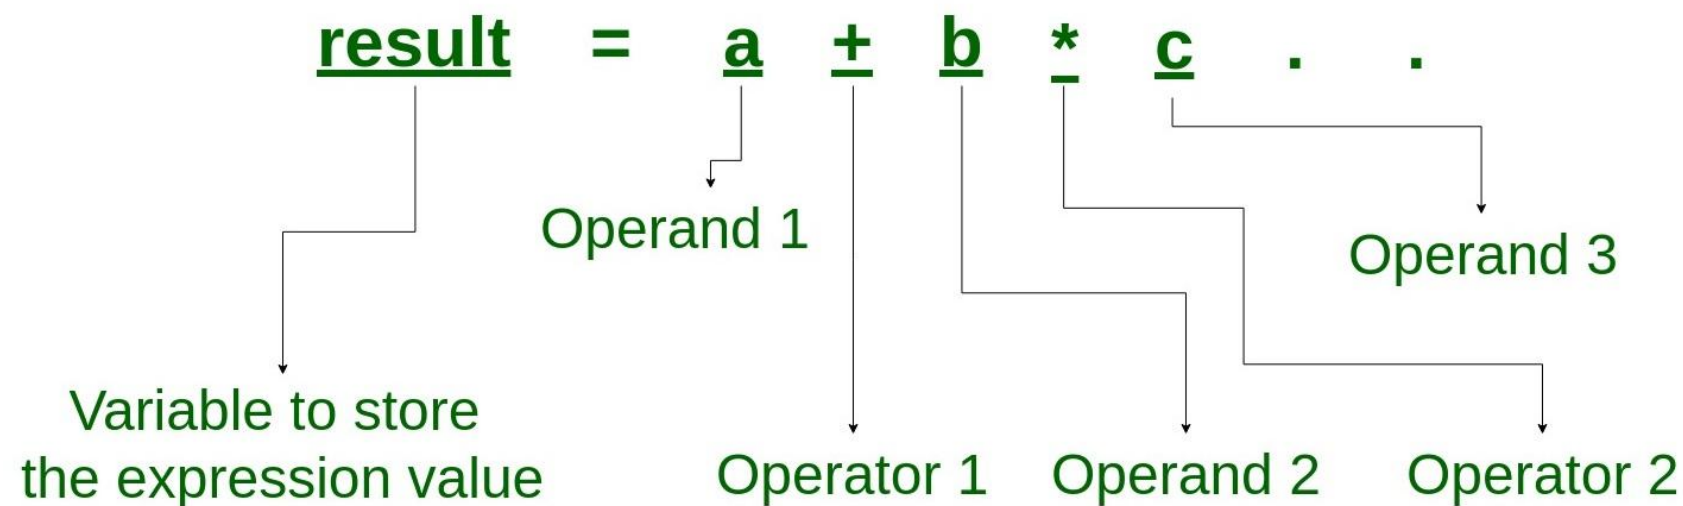 result = a + b * c . .
Operand 1
Operand 3
Variable to store
the expression value
Operator 1 Operand 2 Operator 2